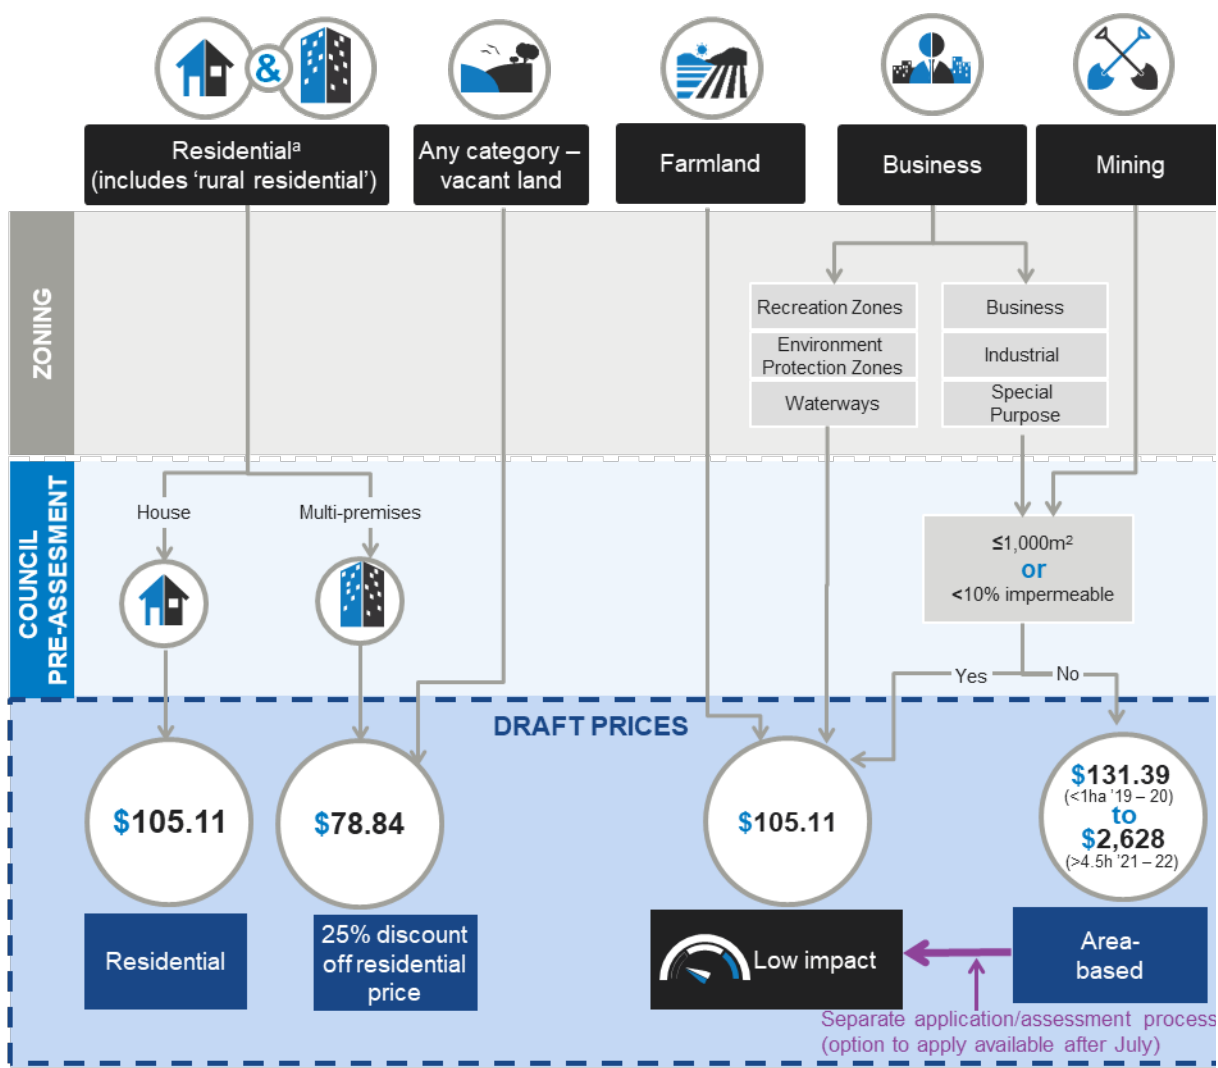 &
Residentialᵃ
(includes ‘rural residential’)
Any category –
vacant land
Farmland
Business
Mining
ZONING
Recreation Zones
Environment
Protection Zones
Waterways
Business
Industrial
Special
Purpose
COUNCIL
PRE-ASSESMENT
House
Multi-premises
≤1,000m²
or
<10% impermeable
Yes
No
DRAFT PRICES
$105.11
$78.84
$105.11
$131.39
(<1ha ’19 – 20)
to
$2,628
(>4.5h ’21 – 22)
Residential
25% discount
off residential
price
Low impact
Area-
based
Separate application/assessment process
(option to apply available after July)